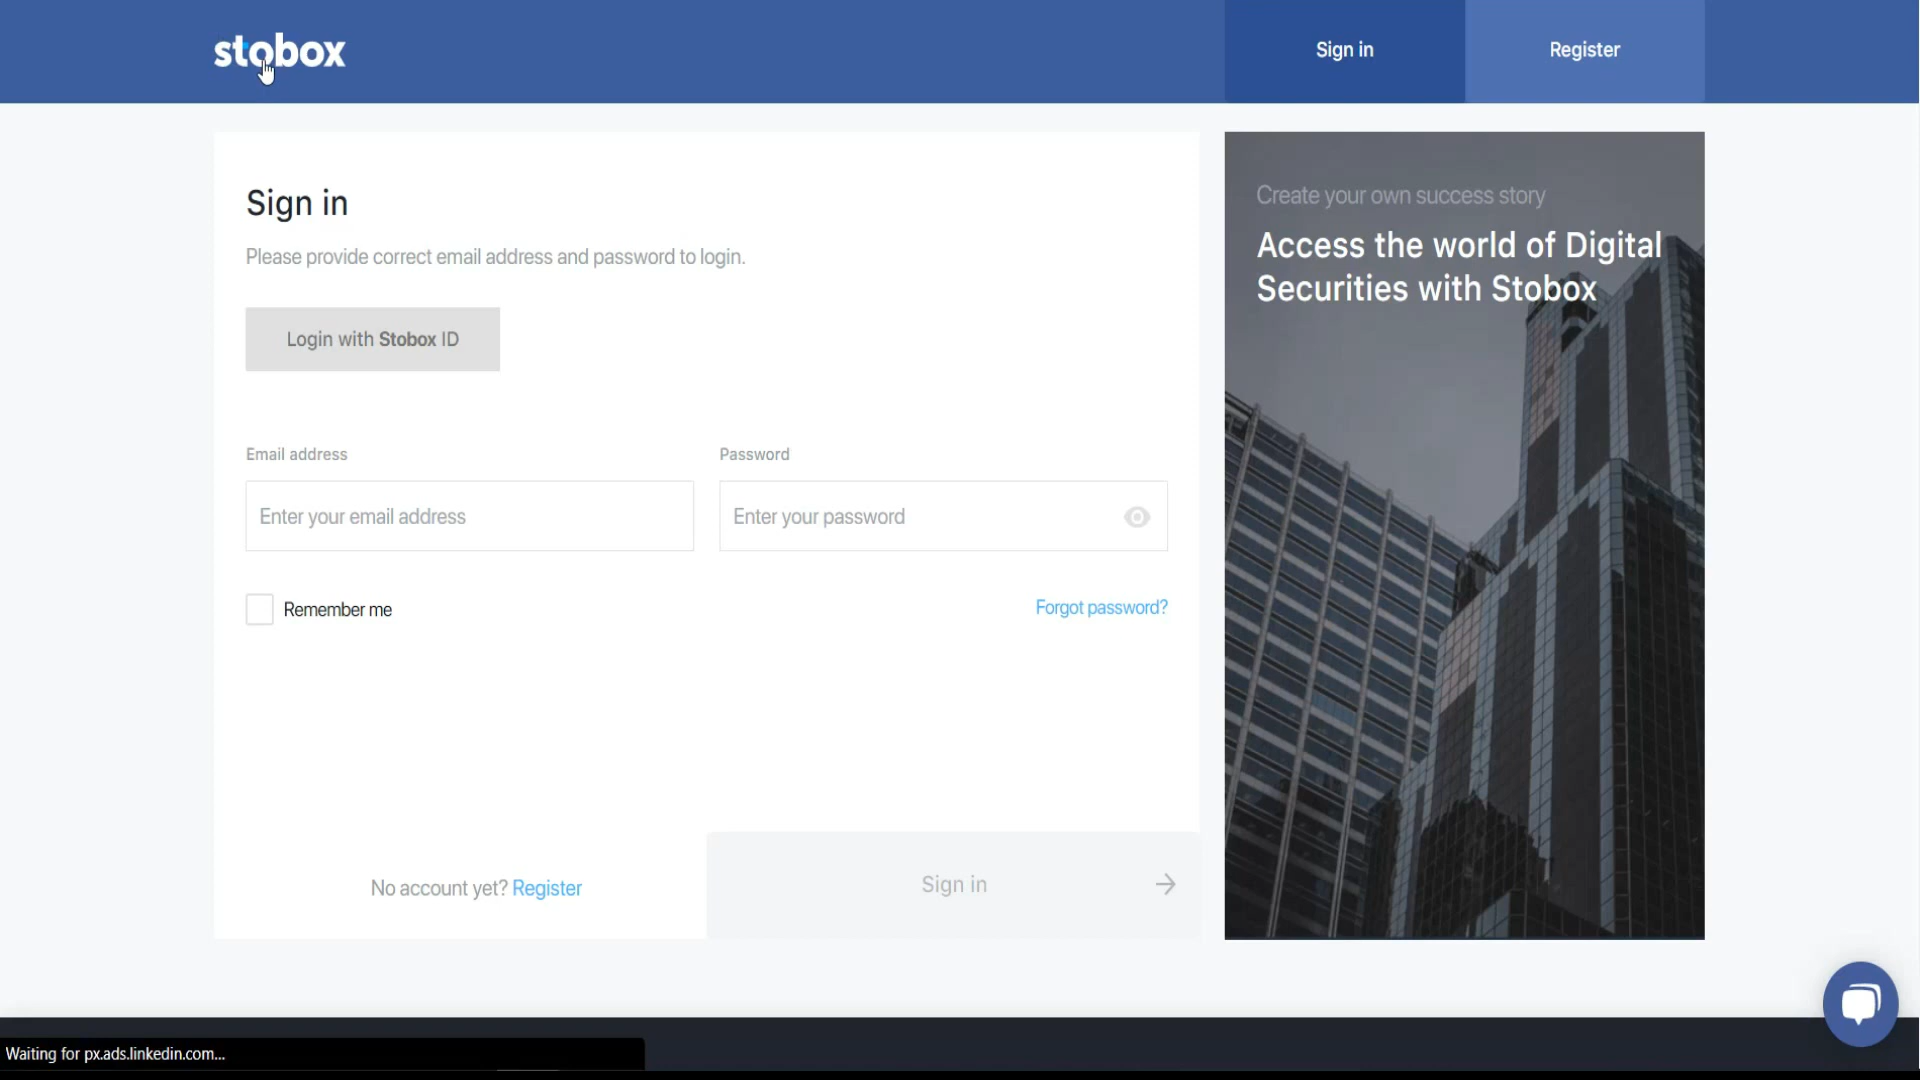 stobox
Sign in
Register
Sign in
Please provide correct email address and password to login.
Login with Stobox ID
Email address
Password
Enter your email address
Enter your password
Remember me
Forgot password?
No account yet? Register
Sign in
Create your own success story
Access the world of Digital
Securities with Stobox
Waiting for px.ads.linkedin.com...